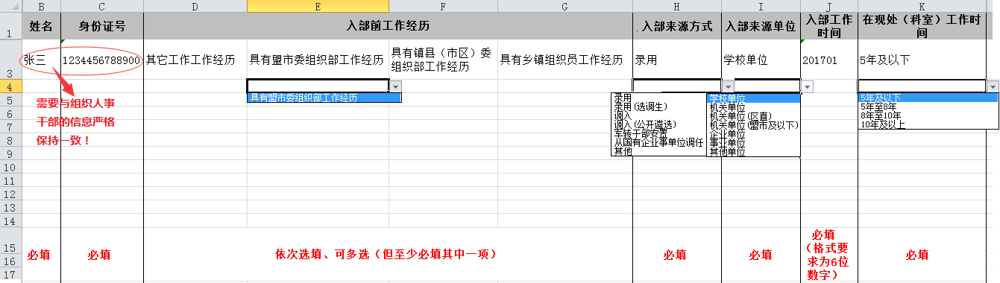 B C D E F G H I J K
1 姓名 身份证号 入部前工作经历 入部来源方式 入部来源单位 入部工作时间 在现处（科室）工作时间
3 张三 1234456788900 其它工作工作经历 具有盟市委组织部工作经历 具有镇县（市区）委组织部工作经历 具有乡镇组织员工作经历 录用 学校单位 201701 5年及以下
4
5
6
7
8
9
10
11
12
13
14
需要与组织人事
干部的信息严格
保持一致！
具有盟市委组织部工作经历
录用
录用(选调生)
调入
调入(公开遴选)
军转干部安置
从国有企业事单位调任
其他
学校单位
机关单位
机关单位(区直)
机关单位(盟市及以下)
企业单位
事业单位
其他单位
5年及以下
5年至8年
8年至10年
10年及以上
15
16
17
必填 必填 依次选填、可多选（但至少必填其中一项） 必填 必填 必填（格式要求为6位数字） 必填